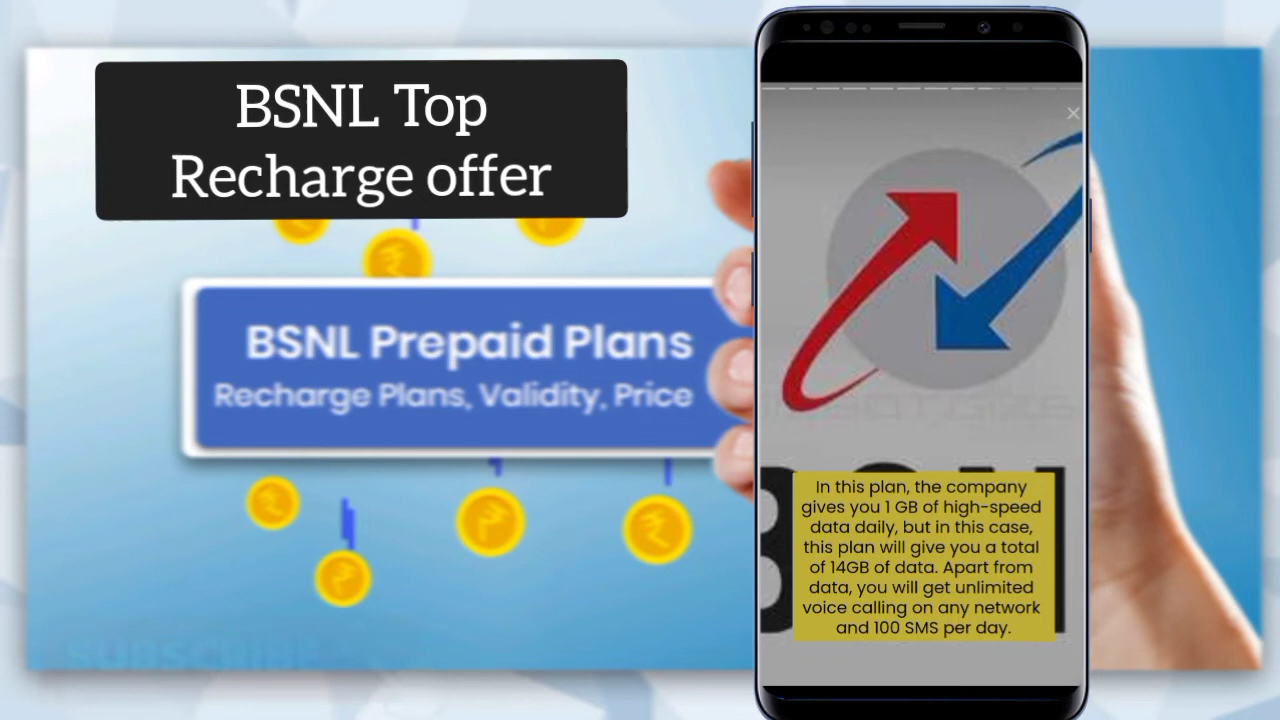 BSNL Top
Recharge offer
BSNL Prepaid Plans
Recharge Plans, Validity, Price
SUBSCRIBE
In this plan, the company
gives you 1 GB of high-speed
data daily, but in this case,
this plan will give you a total
of 14GB of data. Apart from
data, you will get unlimited
voice calling on any network
and 100 SMS per day.